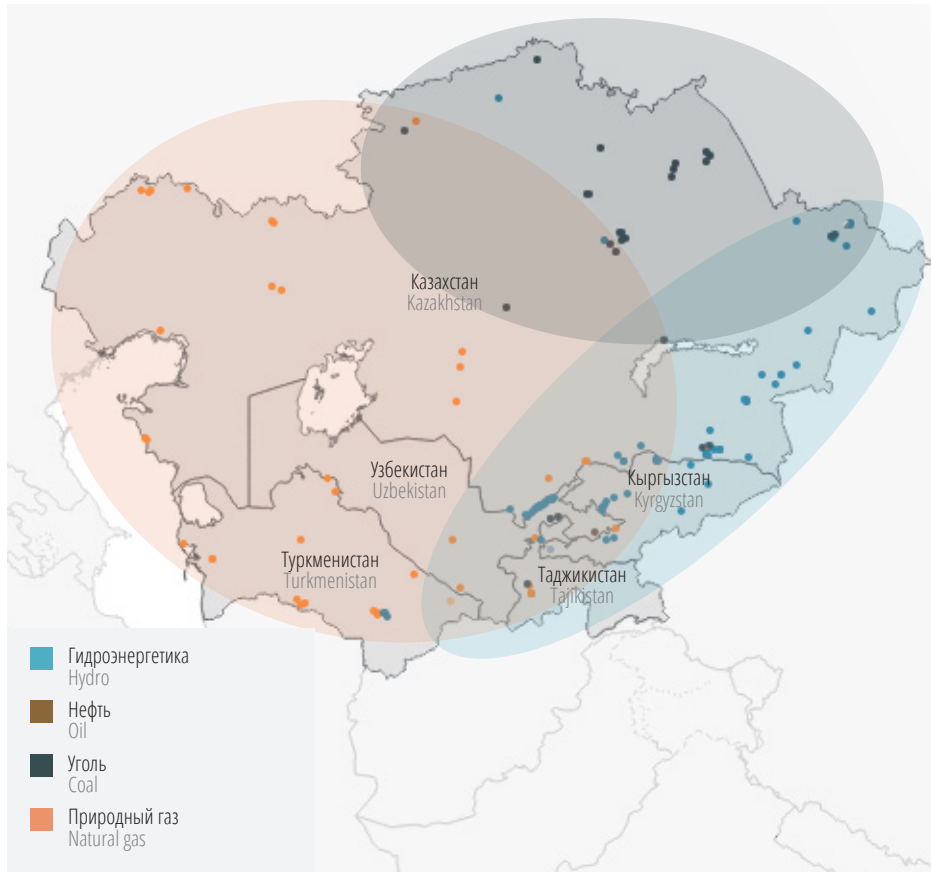 Казахстан
Kazakhstan
Узбекистан
Uzbekistan
Кыргызстан
Kyrgyzstan
Туркменистан
Turkmenistan
Таджикистан
Tajikistan
Гидроэнергетика
Hydro
Нефть
Oil
Уголь
Coal
Природный газ
Natural gas